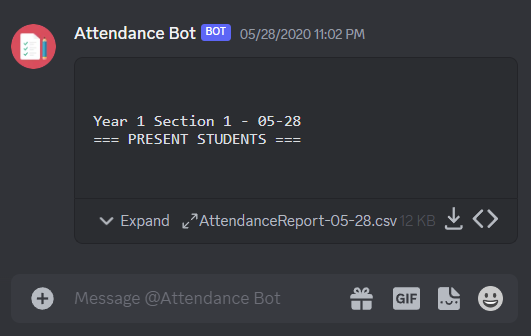 Attendance Bot BOT 05/28/2020 11:02 PM
Year 1 Section 1 - 05-28
=== PRESENT STUDENTS ===
Expand AttendanceReport-05-28.csv 12 KB
Message @Attendance Bot GIF